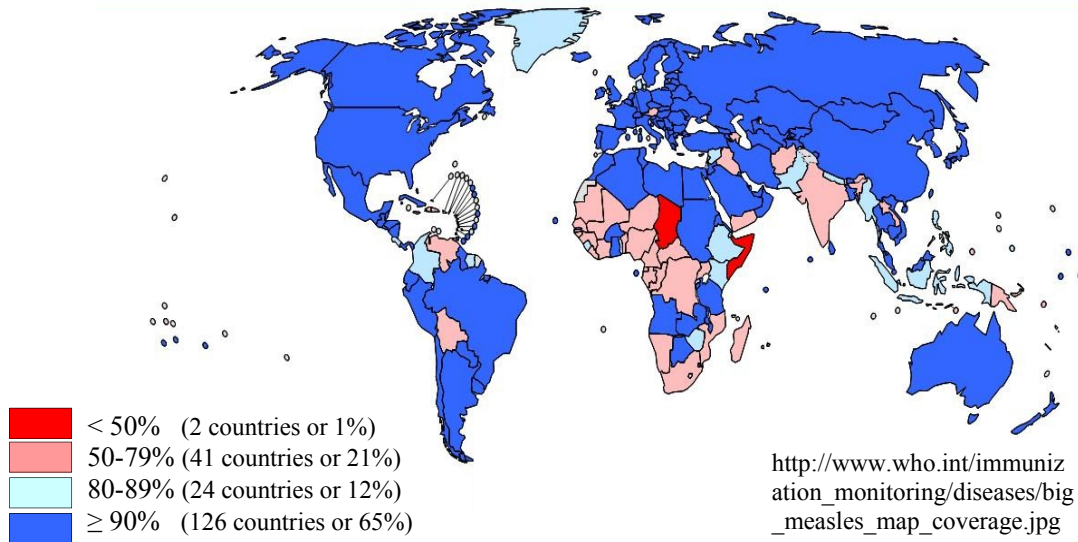 < 50% (2 countries or 1%)
50-79% (41 countries or 21%)
80-89% (24 countries or 12%)
≥ 90% (126 countries or 65%)
http://www.who.int/immuniz
ation_monitoring/diseases/big
_measles_map_coverage.jpg